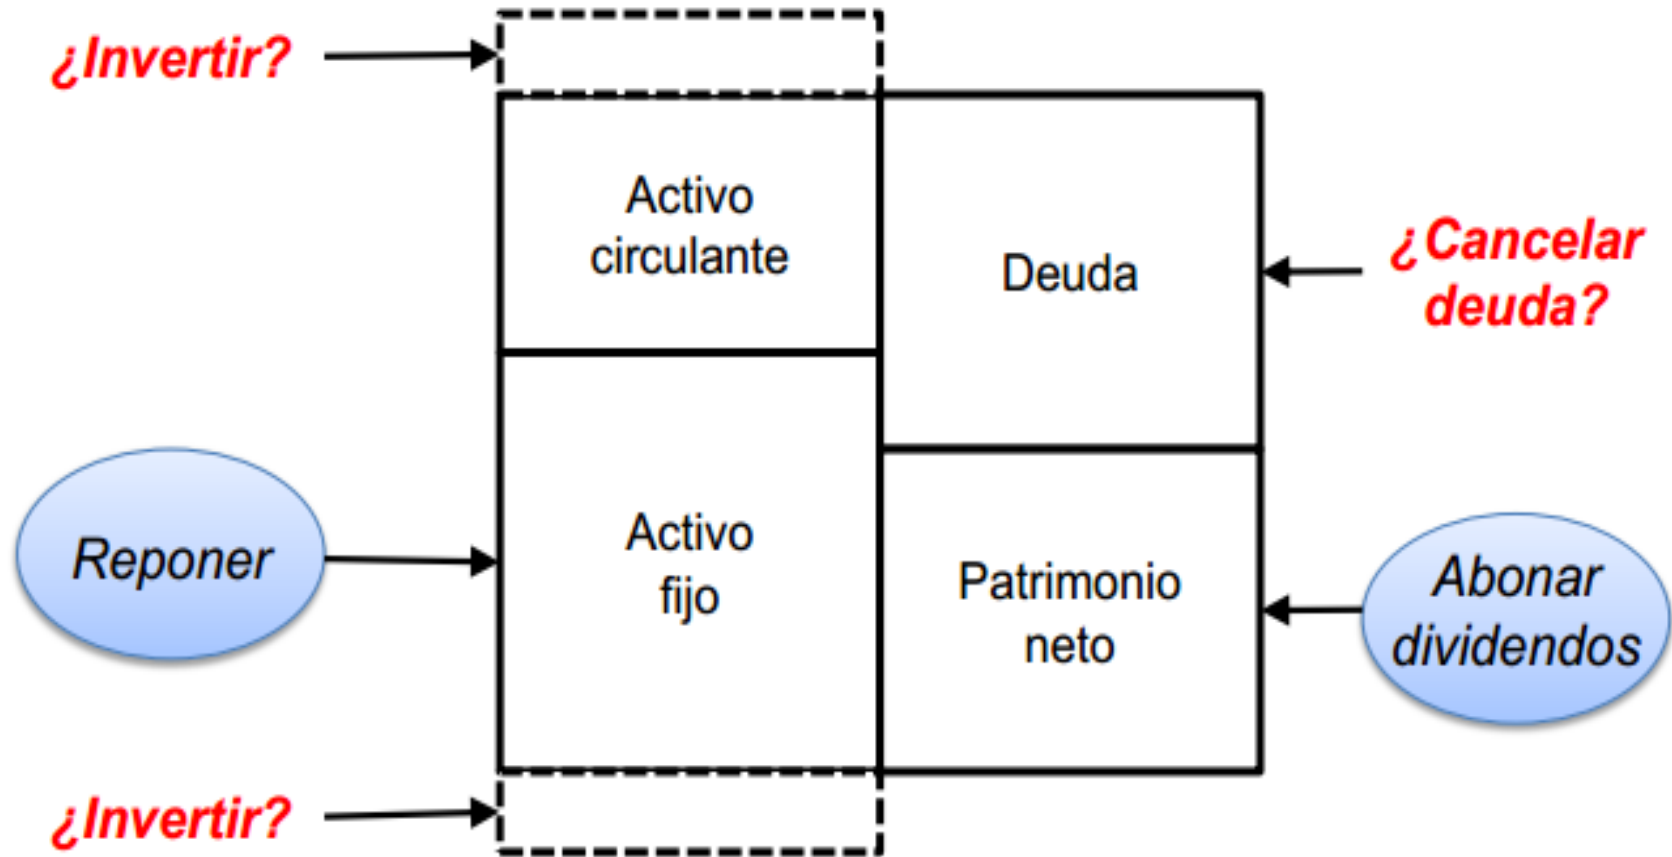 ¿Invertir?
Activo
circulante
Deuda
¿Cancelar
deuda?
Reponer
Activo
fijo
Patrimonio
neto
Abonar
dividendos
¿Invertir?